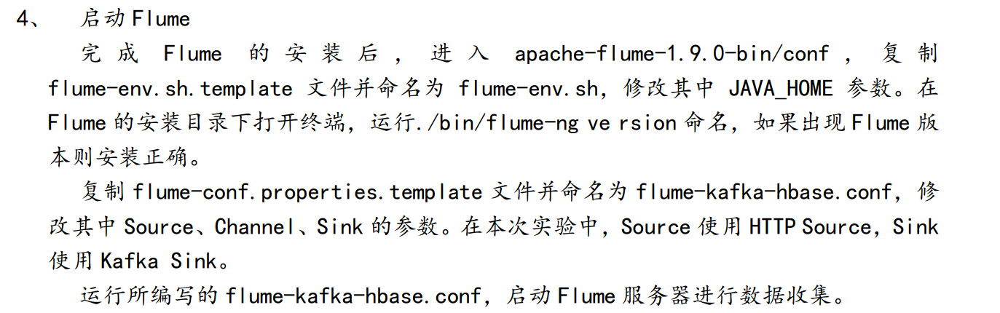 4、 启动 Flume
完成 Flume 的安装后，进入 apache-flume-1.9.0-bin/conf，复制
flume-env.sh.template 文件并命名为 flume-env.sh，修改其中 JAVA_HOME 参数。在
Flume 的安装目录下打开终端，运行./bin/flume-ng ve rsion 命名，如果出现 Flume 版
本则安装正确。
复制 flume-conf.properties.template 文件并命名为 flume-kafka-hbase.conf，修
改其中 Source、Channel、Sink 的参数。在本次实验中，Source 使用 HTTP Source，Sink
使用 Kafka Sink。
运行所编写的 flume-kafka-hbase.conf，启动 Flume 服务器进行数据收集。